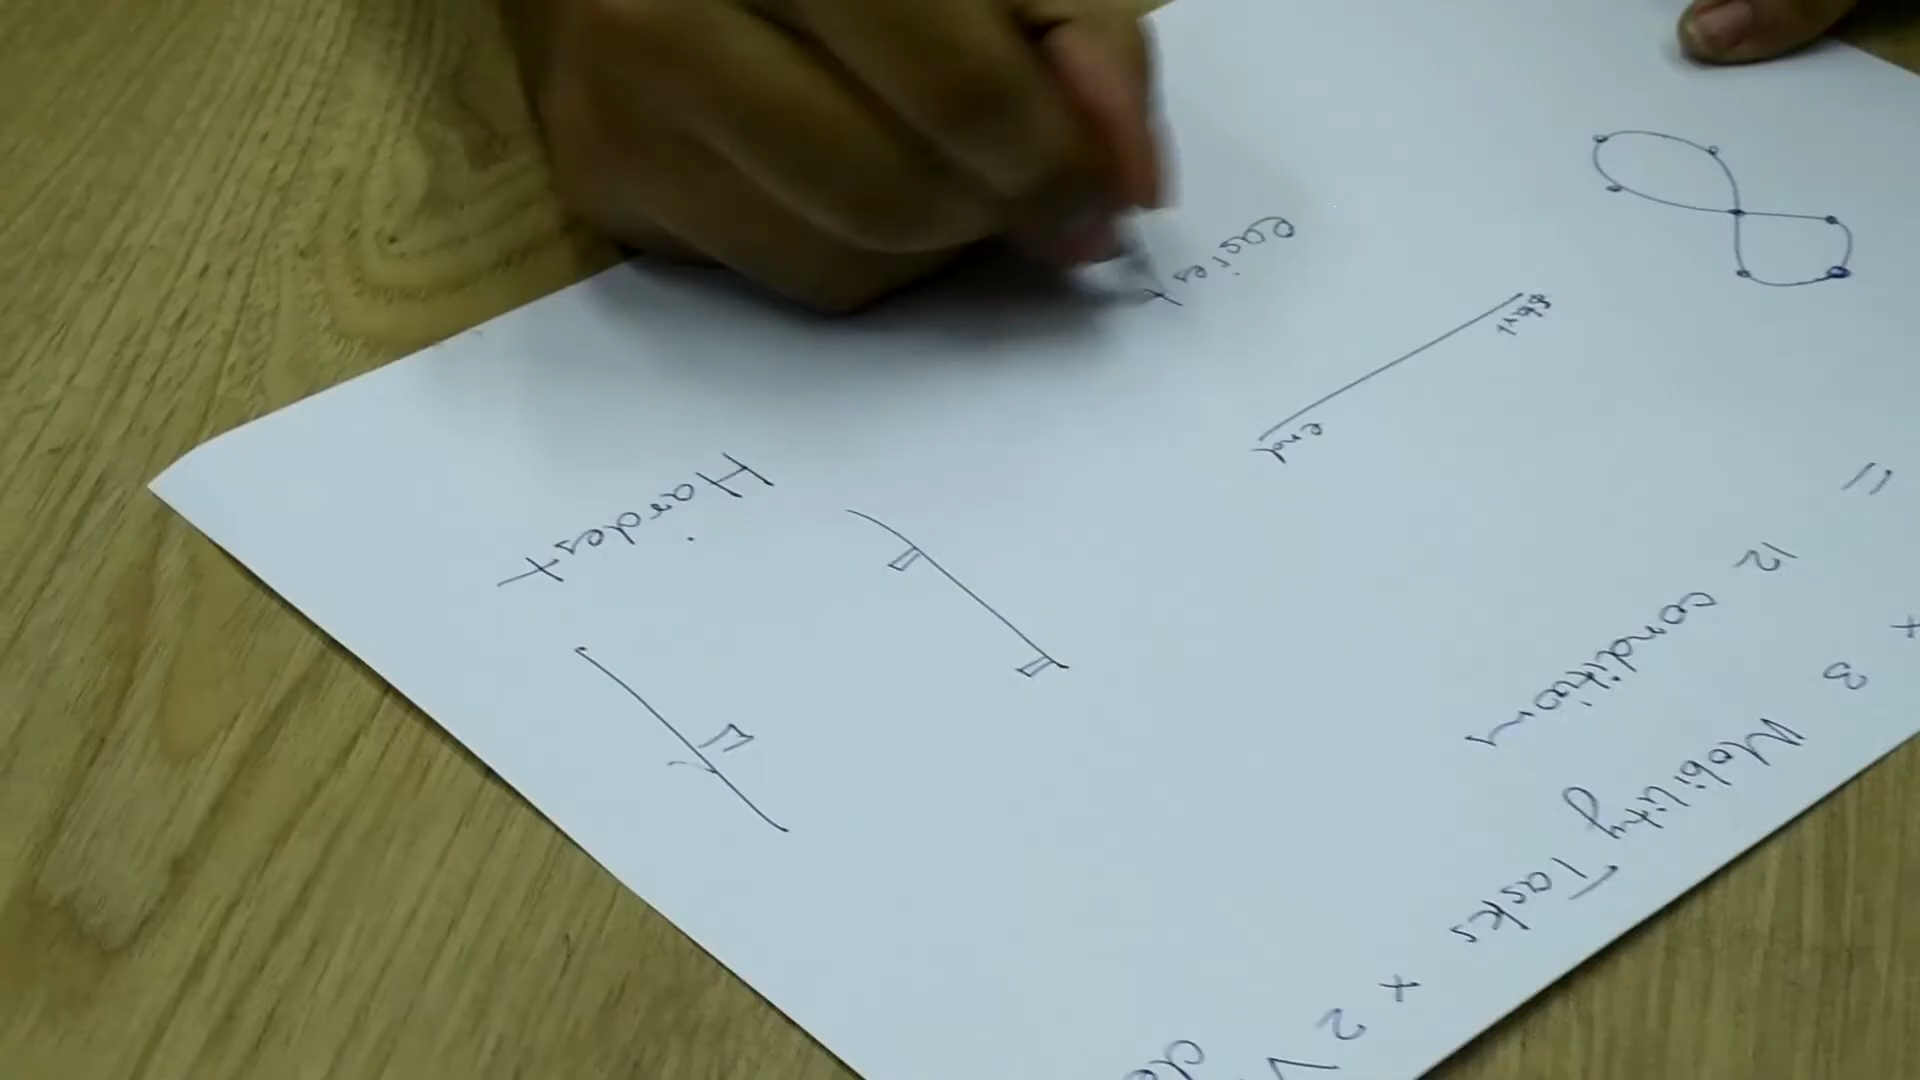 × 3 Mobility Tasks × 2 V
= 12 conditions
start
end
easiest
Hardest